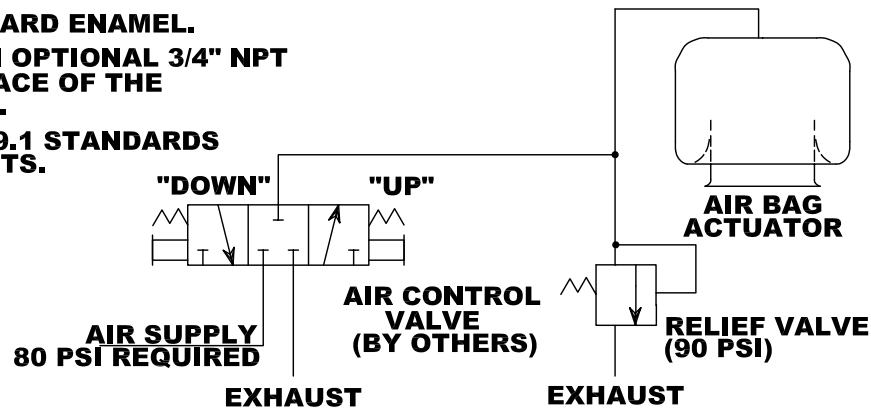 ARD ENAMEL.
OPTIONAL 3/4" NPT
ACE OF THE
9.1 STANDARDS
TS.
"DOWN" "UP"
AIR BAG
ACTUATOR
AIR CONTROL
VALVE
(BY OTHERS)
AIR SUPPLY
80 PSI REQUIRED
RELIEF VALVE
(90 PSI)
EXHAUST
EXHAUST